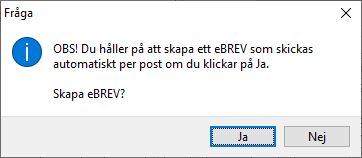 Fråga
OBS! Du håller på att skapa ett eBREV som skickas
automatiskt per post om du klickar på Ja.
Skapa eBREV?
Ja
Nej